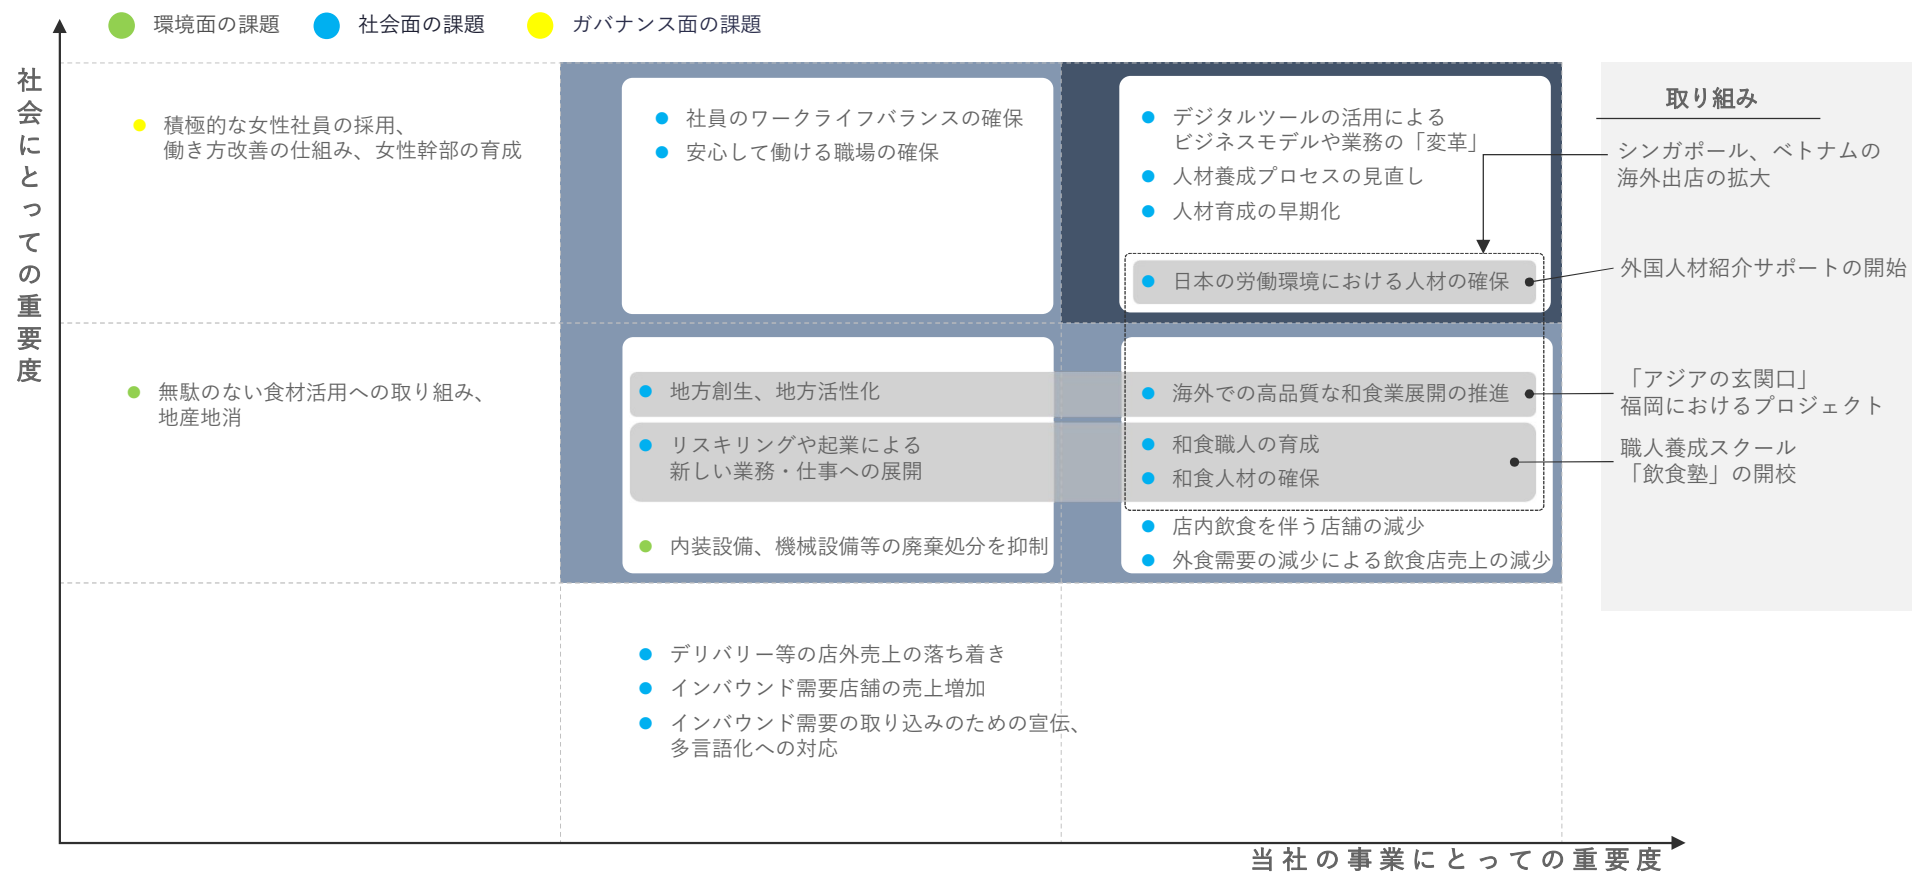 環境面の課題
社会面の課題
ガバナンス面の課題
社会にとっての重要度
積極的な女性社員の採用、
働き方改善の仕組み、女性幹部の育成
社員のワークライフバランスの確保
安心して働ける職場の確保
デジタルツールの活用による
ビジネスモデルや業務の「変革」
人材養成プロセスの見直し
人材育成の早期化
日本の労働環境における人材の確保
無駄のない食材活用への取り組み、
地産地消
地方創生、地方活性化
リスキリングや起業による
新しい業務・仕事への展開
内装設備、機械設備等の廃棄処分を抑制
海外での高品質な和食業展開の推進
和食職人の育成
和食人材の確保
店内飲食を伴う店舗の減少
外食需要の減少による飲食店売上の減少
デリバリー等の店外売上の落ち着き
インバウンド需要店舗の売上増加
インバウンド需要の取り込みのための宣伝、
多言語化への対応
取り組み
シンガポール、ベトナムの
海外出店の拡大
外国人材紹介サポートの開始
「アジアの玄関口」
福岡におけるプロジェクト
職人養成スクール
「飲食塾」の開校
当社の事業にとっての重要度